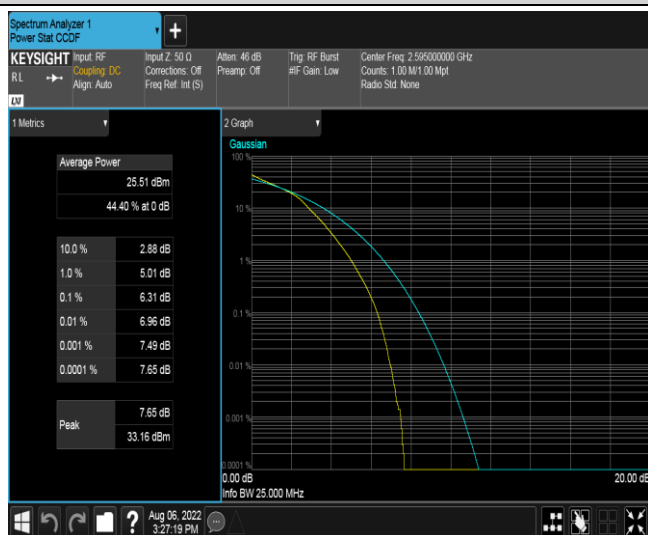 Spectrum Analyzer 1
Power Stat CCDF
+
KEYSIGHT
RL
LXI
Input: RF
Coupling: DC
Align: Auto
Input Z: 50 Ω
Corrections: Off
Freq Ref: Int (S)
Atten: 46 dB
Preamp: Off
Trig: RF Burst
#IF Gain: Low
Center Freq: 2.595000000 GHz
Counts: 1.00 M/1.00 Mpt
Radio Std: None
1 Metrics
Average Power
25.51 dBm
44.40 % at 0 dB
10.0 % 2.88 dB
1.0 % 5.01 dB
0.1 % 6.31 dB
0.01 % 6.96 dB
0.001 % 7.49 dB
0.0001 % 7.65 dB
Peak
7.65 dB
33.16 dBm
2 Graph
Gaussian
100 %
10 %
1 %
0.1 %
0.01 %
0.001 %
0.0001 %
0.00 dB 20.00 dB
Info BW 25.000 MHz
?
Aug 06, 2022
3:27:19 PM